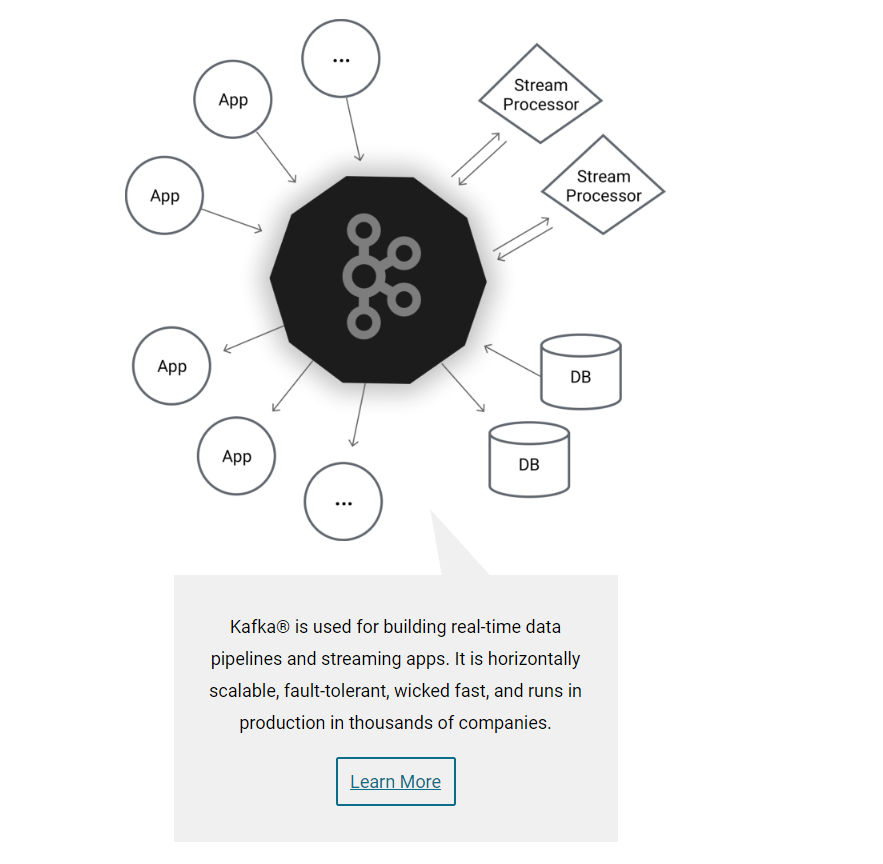 ...
App
App
Stream
Processor
Stream
Processor
App
App
...
DB
DB
Kafka® is used for building real-time data
pipelines and streaming apps. It is horizontally
scalable, fault-tolerant, wicked fast, and runs in
production in thousands of companies.
Learn More